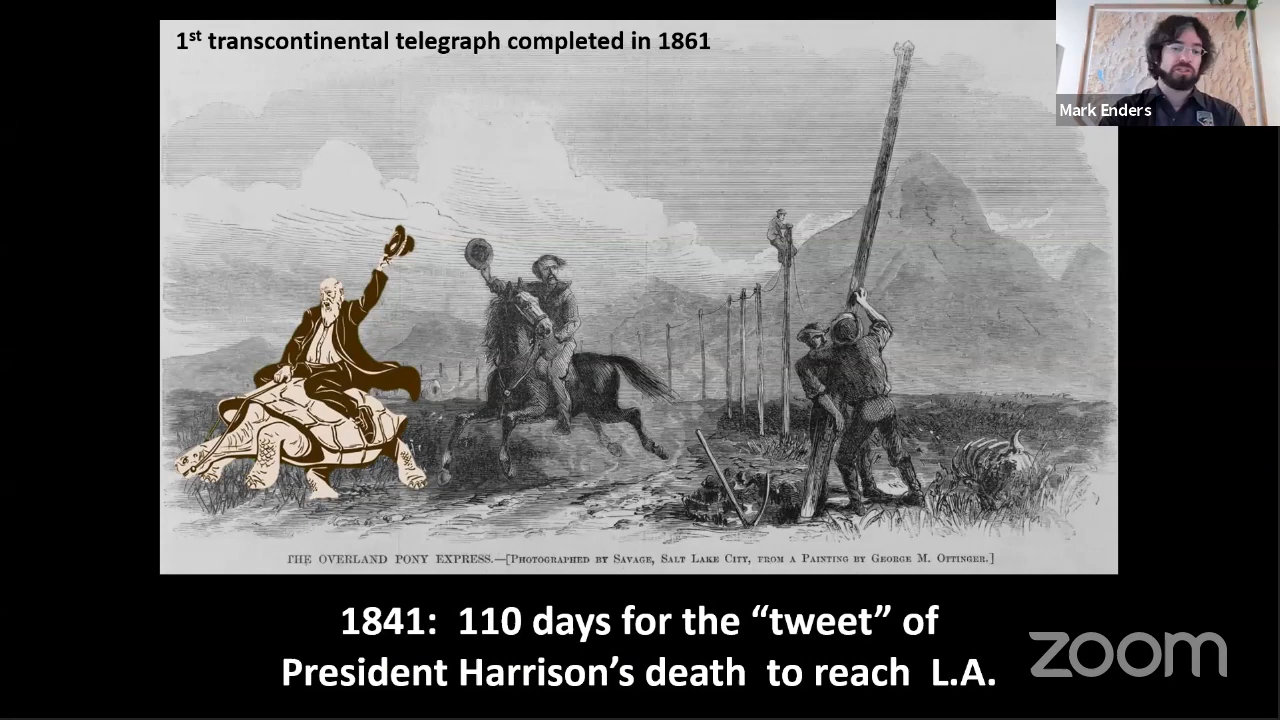 1st transcontinental telegraph completed in 1861
Mark Enders
THE OVERLAND PONY EXPRESS.—[PHOTOGRAPHED BY SAVAGE, SALT LAKE CITY, FROM A PAINTING BY GEORGE M. OTTINGER.]
1841: 110 days for the “tweet” of
President Harrison’s death to reach L.A.
zoom